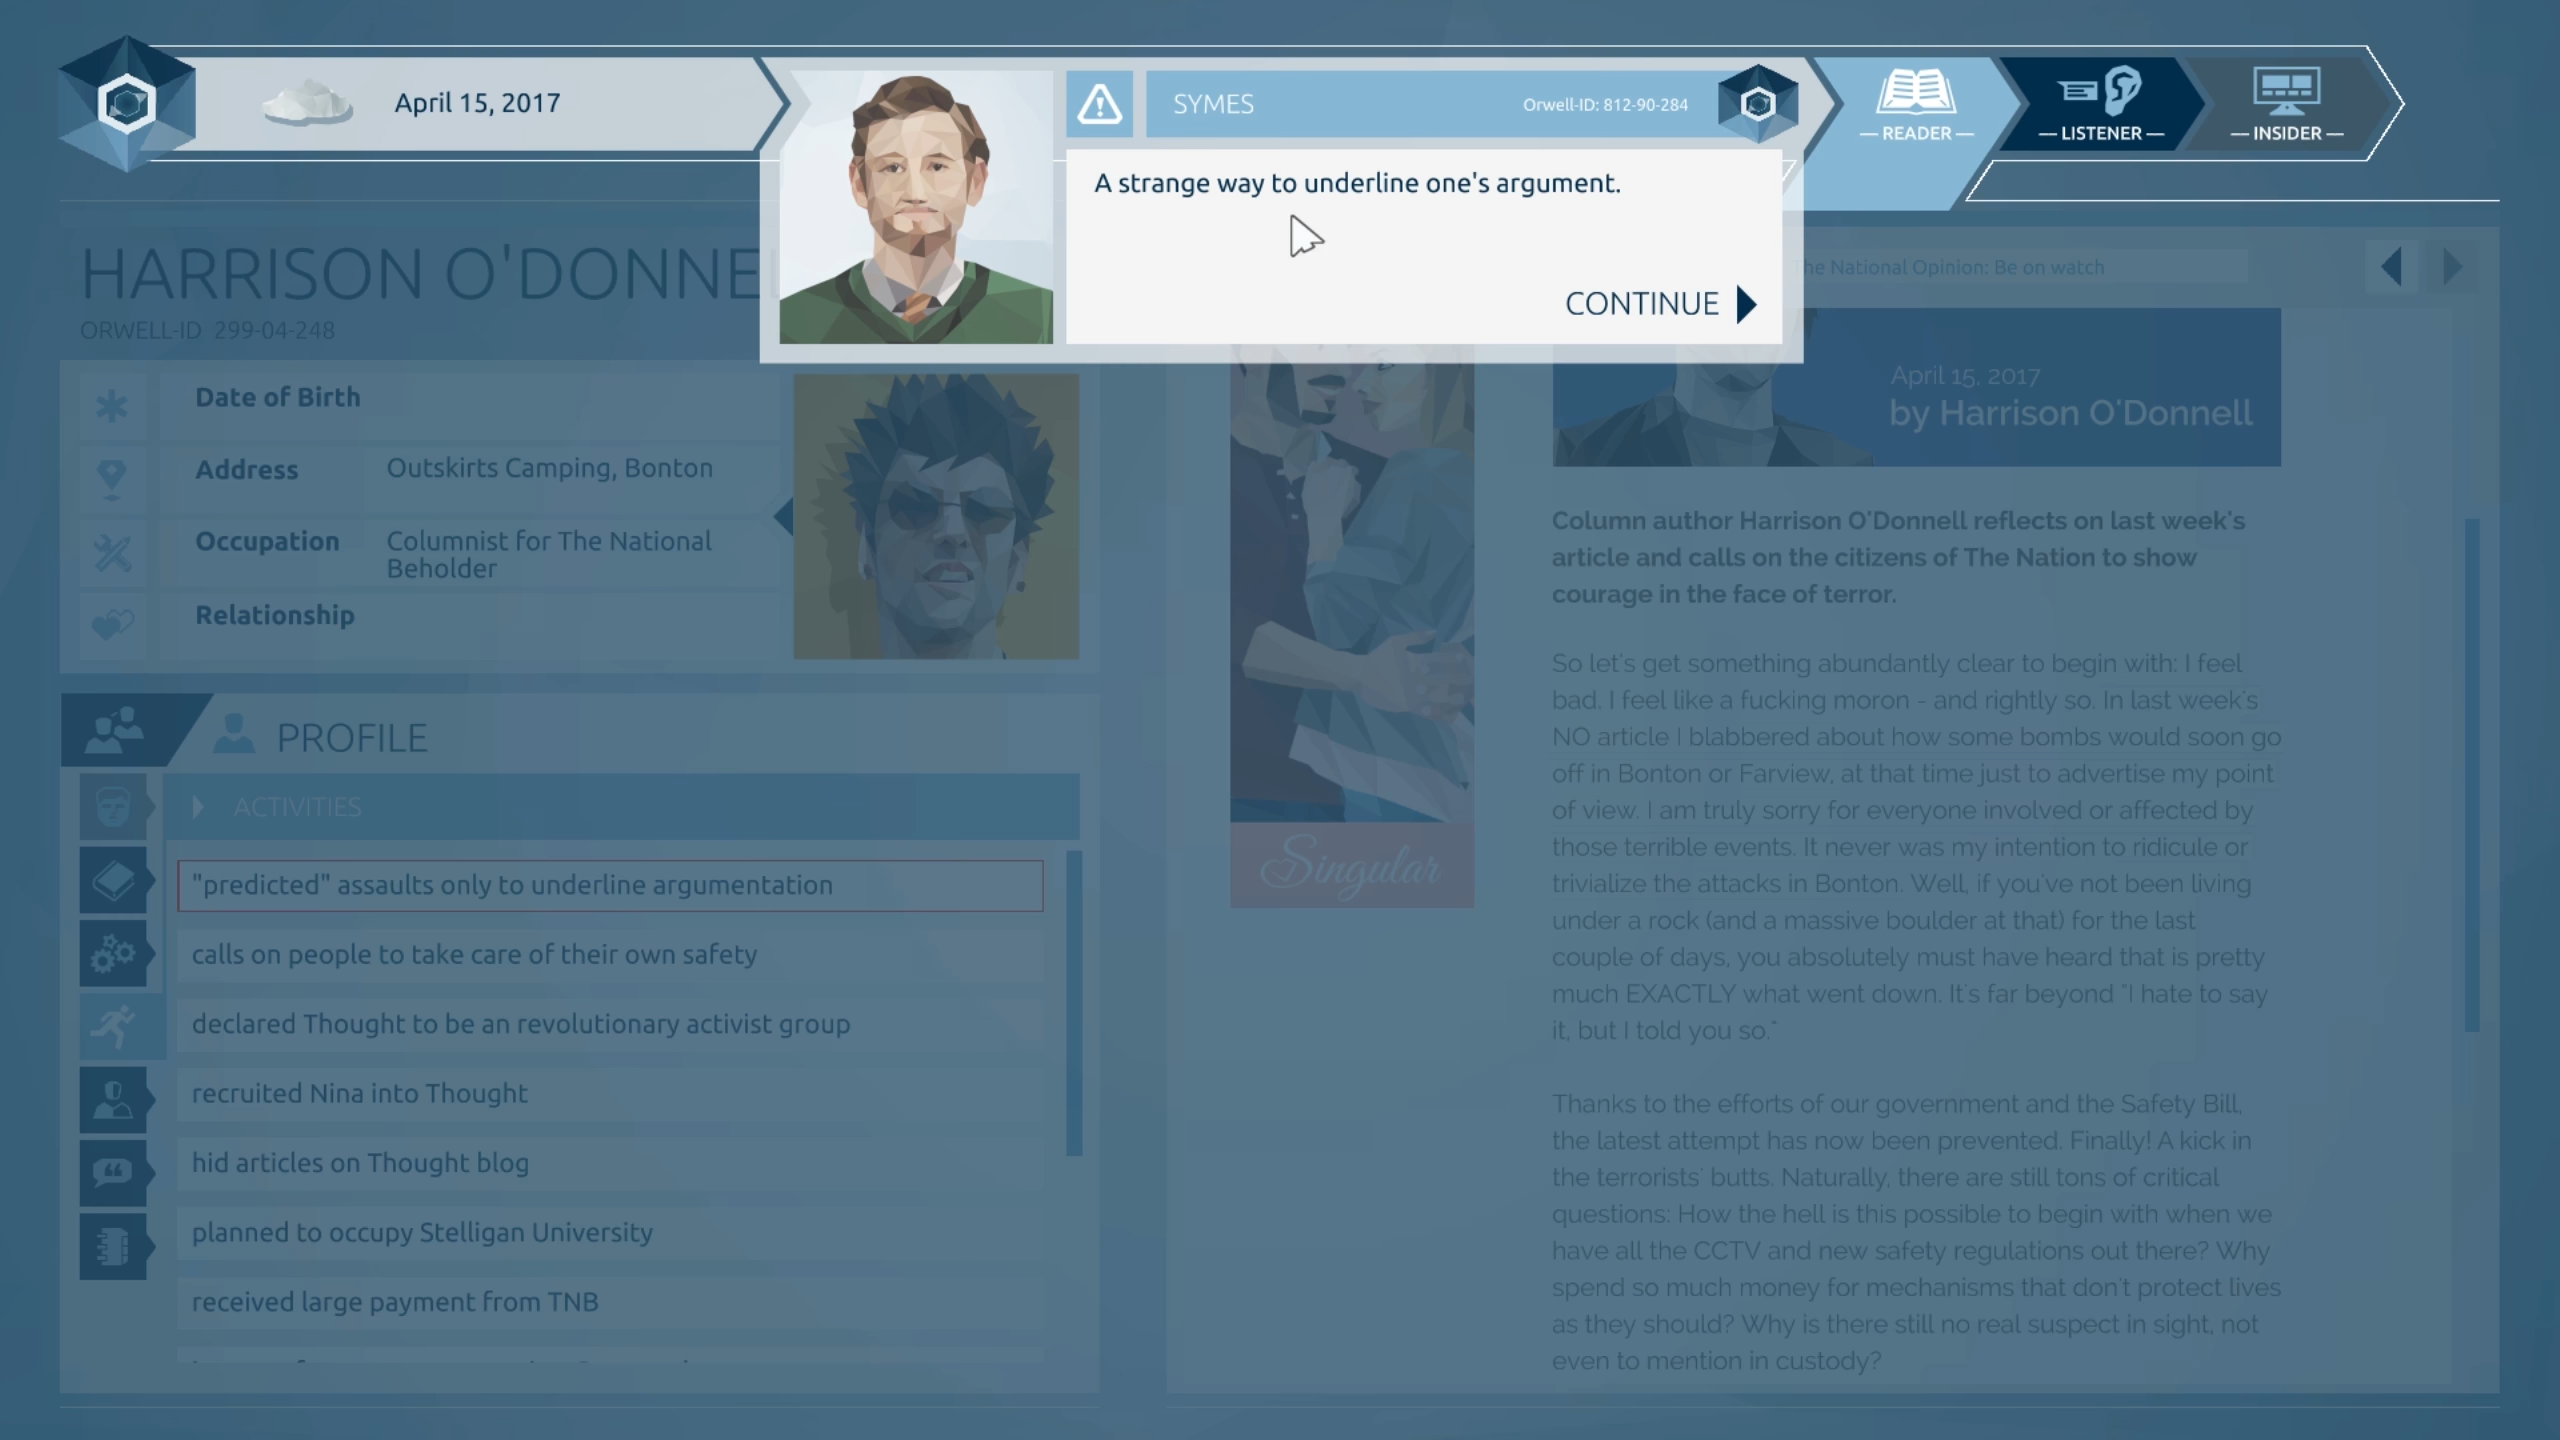 April 15, 2017
SYMES
Orwell-ID: 812-90-284
A strange way to underline one's argument.
CONTINUE
— READER —
— LISTENER —
— INSIDER —
HARRISON O'DONNE
ORWELL-ID 299-04-248
Date of Birth
Address
Outskirts Camping, Bonton
Occupation
Columnist for The National
Beholder
Relationship
PROFILE
ACTIVITIES
"predicted" assaults only to underline argumentation
calls on people to take care of their own safety
declared Thought to be an revolutionary activist group
recruited Nina into Thought
hid articles on Thought blog
planned to occupy Stelligan University
received large payment from TNB
The National Opinion: Be on watch
Singular
April 15, 2017
by Harrison O'Donnell
Column author Harrison O'Donnell reflects on last week's
article and calls on the citizens of The Nation to show
courage in the face of terror.
So let's get something abundantly clear to begin with: I feel
bad. I feel like a fucking moron - and rightly so. In last week's
NO article I blabbered about how some bombs would soon go
off in Bonton or Farview, at that time just to advertise my point
of view. I am truly sorry for everyone involved or affected by
those terrible events. It never was my intention to ridicule or
trivialize the attacks in Bonton. Well, if you've not been living
under a rock (and a massive boulder at that) for the last
couple of days, you absolutely must have heard that is pretty
much EXACTLY what went down. It's far beyond "I hate to say
it, but I told you so."
Thanks to the efforts of our government and the Safety Bill,
the latest attempt has now been prevented. Finally! A kick in
the terrorists' butts. Naturally, there are still tons of critical
questions: How the hell is this possible to begin with when we
have all the CCTV and new safety regulations out there? Why
spend so much money for mechanisms that don't protect lives
as they should? Why is there still no real suspect in sight, not
even to mention in custody?